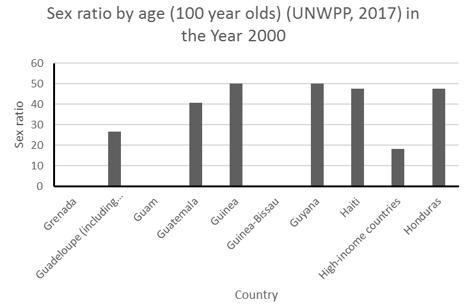 Sex ratio by age (100 year olds) (UNWPP, 2017) in
the Year 2000
60
50
40
30
20
10
0
Sex ratio
Grenada
Guadeloupe (including...
Guam
Guatemala
Guinea
Guinea-Bissau
Guyana
Haiti
High-income countries
Honduras
Country